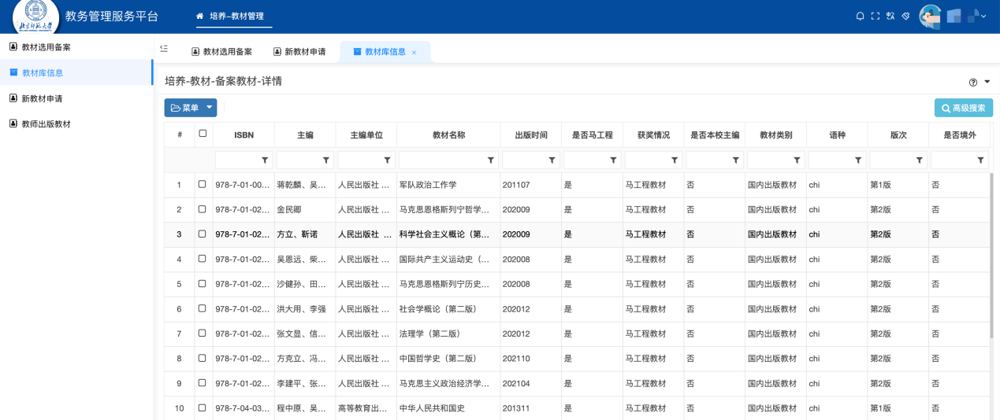 教务管理服务平台 培养-教材管理
北京师范大学
教材选用备案
教材库信息
新教材申请
教师出版教材
教材选用备案 新教材申请 教材库信息 ×
培养-教材-备案教材-详情
菜单 高级搜索
# ISBN 主编 主编单位 教材名称 出版时间 是否马工程 获奖情况 是否本校主编 教材类别 语种 版次 是否境外
1 978-7-01-00... 蒋乾麟、吴... 人民出版社 ... 军队政治工作学 201107 是 马工程教材 否 国内出版教材 chi 第1版 否
2 978-7-01-02... 金民卿 人民出版社 ... 马克思恩格斯列宁哲学... 202009 是 马工程教材 否 国内出版教材 chi 第2版 否
3 978-7-01-02... 方立、靳诺 人民出版社 ... 科学社会主义概论（第... 202009 是 马工程教材 否 国内出版教材 chi 第2版 否
4 978-7-01-02... 吴恩远、柴... 人民出版社 ... 国际共产主义运动史（... 202008 是 马工程教材 否 国内出版教材 chi 第2版 否
5 978-7-01-02... 沙健孙、田... 人民出版社 ... 马克思恩格斯列宁历史... 202008 是 马工程教材 否 国内出版教材 chi 第2版 否
6 978-7-01-02... 洪大用、李强 人民出版社 ... 社会学概论（第二版） 202012 是 马工程教材 否 国内出版教材 chi 第2版 否
7 978-7-01-02... 张文显、信... 人民出版社 ... 法理学（第二版） 202012 是 马工程教材 否 国内出版教材 chi 第2版 否
8 978-7-01-02... 方克立、冯... 人民出版社 ... 中国哲学史（第二版） 202110 是 马工程教材 否 国内出版教材 chi 第2版 否
9 978-7-01-02... 李建平、张... 人民出版社 ... 马克思主义政治经济学... 202104 是 马工程教材 否 国内出版教材 chi 第2版 否
10 978-7-04-03... 程中原、吴... 高等教育出... 中华人民共和国史 201311 是 马工程教材 否 国内出版教材 chi 第1版 否